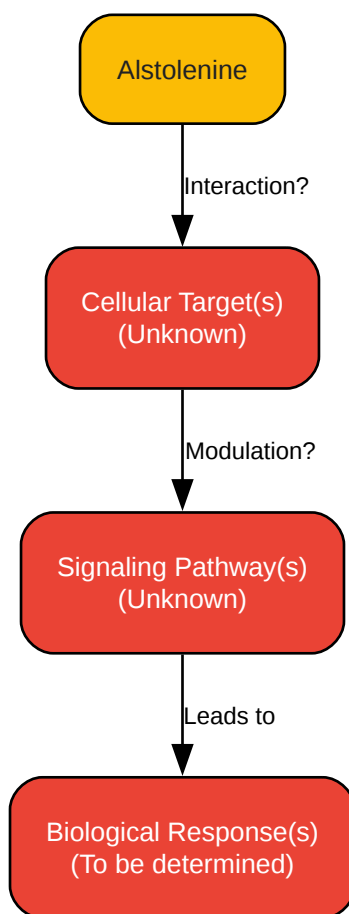 Alstolenine
Interaction?
Cellular Target(s)
(Unknown)
Modulation?
Signaling Pathway(s)
(Unknown)
Leads to
Biological Response(s)
(To be determined)